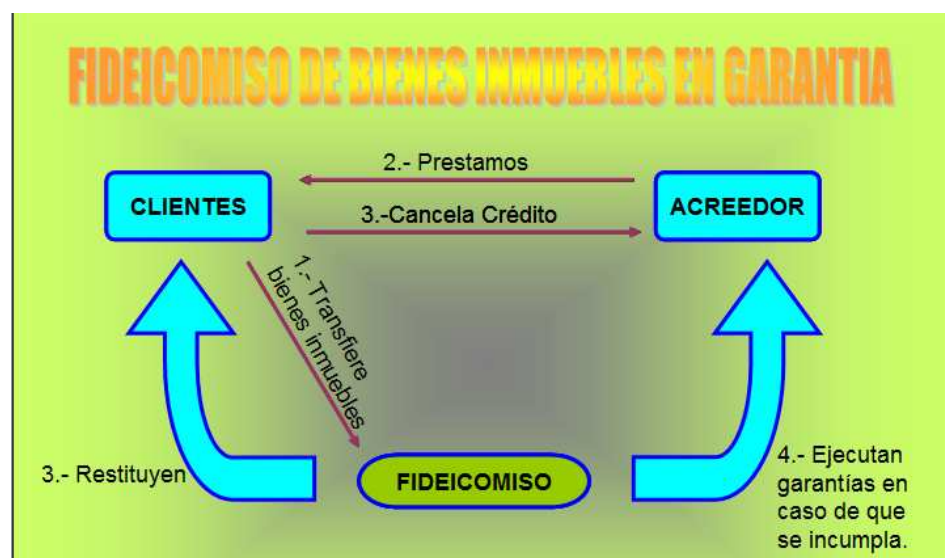 FIDEICOMISO DE BIENES INMUEBLES EN GARANTIA
2.- Prestamos
CLIENTES
ACREEDOR
3.-Cancela Crédito
1.- Transfiere
bienes inmuebles
3.- Restituyen
FIDEICOMISO
4.- Ejecutan
garantías en
caso de que
se incumpla.